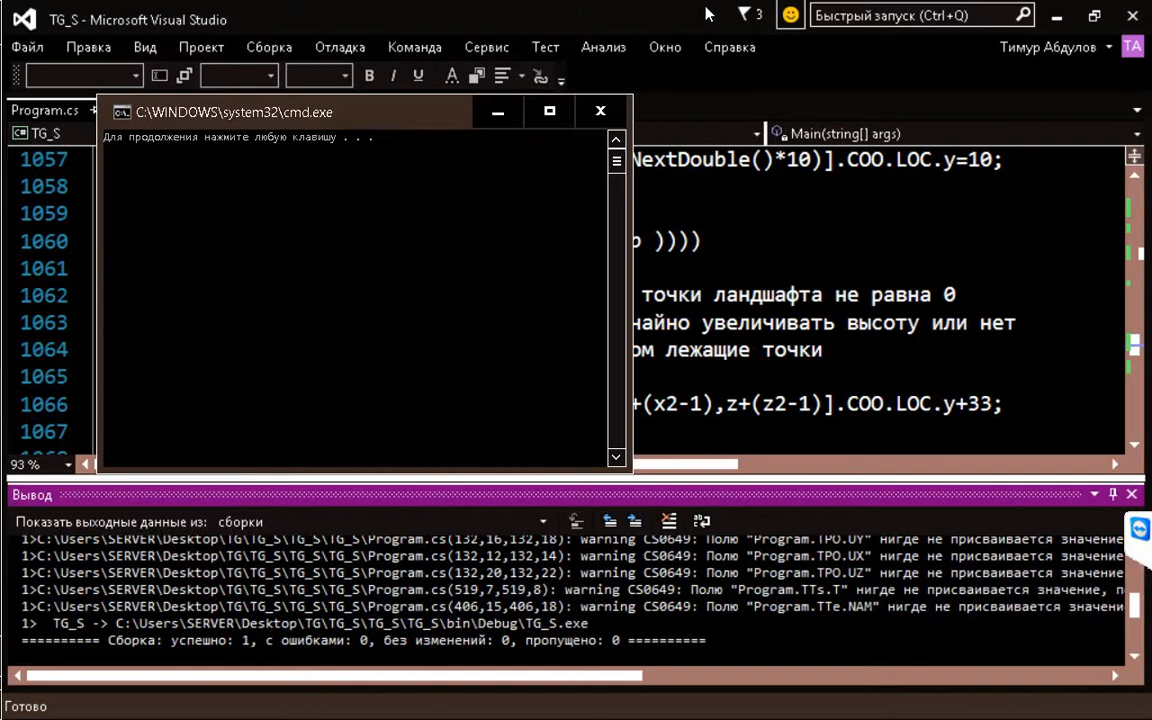 TG_S - Microsoft Visual Studio
3
Быстрый запуск (Ctrl+Q)
Файл Правка Вид Проект Сборка Отладка Команда Сервис Тест Анализ Окно Справка
Тимур Абдулов
TA
B I U A
Program.cs
C:\WINDOWS\system32\cmd.exe
Для продолжения нажмите любую клавишу . . .
TG_S
Main(string[] args)
1057 NextDouble()*10)].COO.LOC.y=10;
1058
1059
1060 ))))
1061
1062 точки ландшафта не равна 0
1063 увеличивать высоту или нет
1064 лежащие точки
1065
1066 +(x2-1),z+(z2-1)].COO.LOC.y+33;
1067
93 %
Вывод
Показать выходные данные из: сборки
1>C:\Users\SERVER\Desktop\TG\TG_S\TG_S\TG_S\Program.cs(132,16,132,18): warning CS0649: Полю "Program.TPO.UY" нигде не присваивается значение
1>C:\Users\SERVER\Desktop\TG\TG_S\TG_S\TG_S\Program.cs(132,12,132,14): warning CS0649: Полю "Program.TPO.UX" нигде не присваивается значение
1>C:\Users\SERVER\Desktop\TG\TG_S\TG_S\TG_S\Program.cs(132,20,132,22): warning CS0649: Полю "Program.TPO.UZ" нигде не присваивается значение
1>C:\Users\SERVER\Desktop\TG\TG_S\TG_S\TG_S\Program.cs(519,7,519,8): warning CS0649: Полю "Program.TTs.T" нигде не присваивается значение, п
1>C:\Users\SERVER\Desktop\TG\TG_S\TG_S\TG_S\Program.cs(406,15,406,18): warning CS0649: Полю "Program.TTe.NAM" нигде не присваивается значени
1> TG_S -> C:\Users\SERVER\Desktop\TG\TG_S\TG_S\TG_S\bin\Debug\TG_S.exe
========== Сборка: успешно: 1, с ошибками: 0, без изменений: 0, пропущено: 0 ==========
Готово